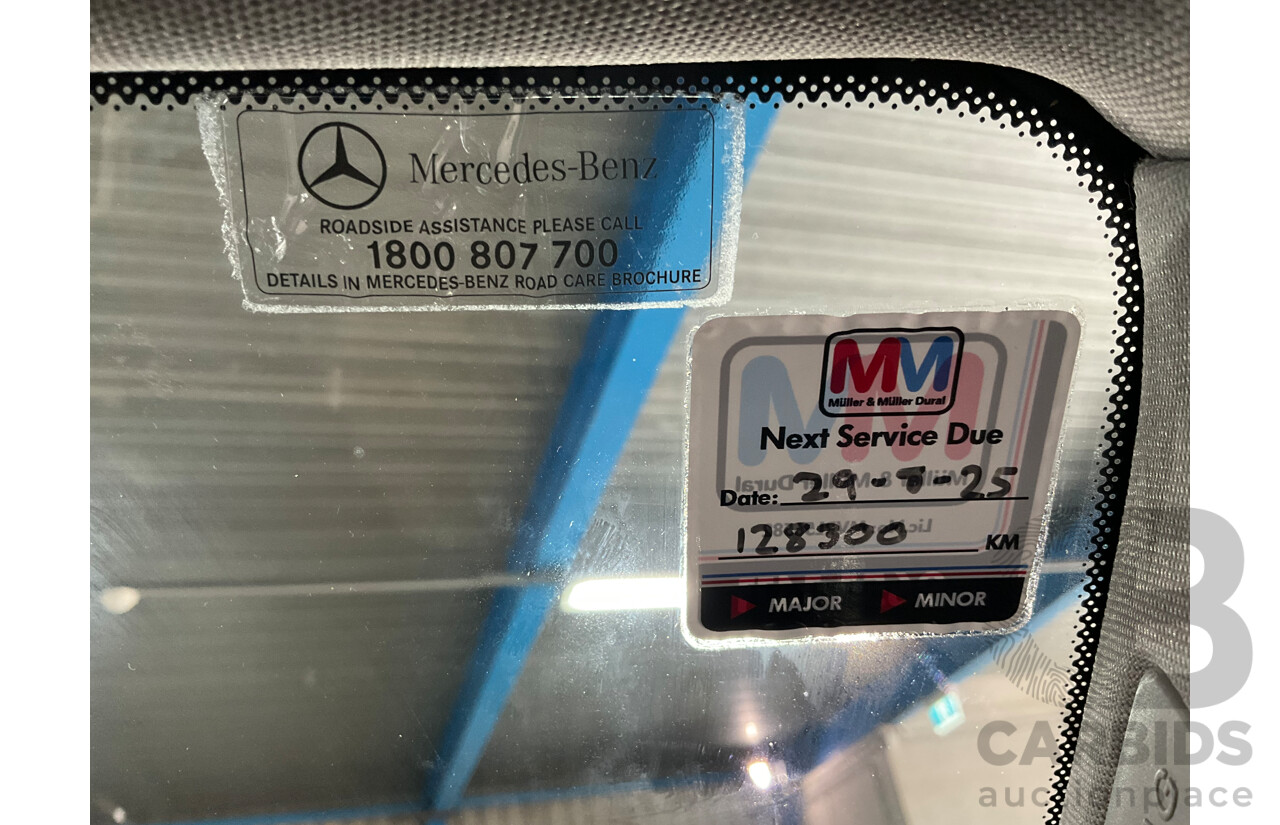 Mercedes-Benz
ROADSIDE ASSISTANCE PLEASE CALL
1800 807 700
DETAILS IN MERCEDES-BENZ ROAD CARE BROCHURE
MM
Müller & Müller Dural
Next Service Due
Date: 29-5-25
128300 KM
MAJOR MINOR
CARBIDS
auctionplace